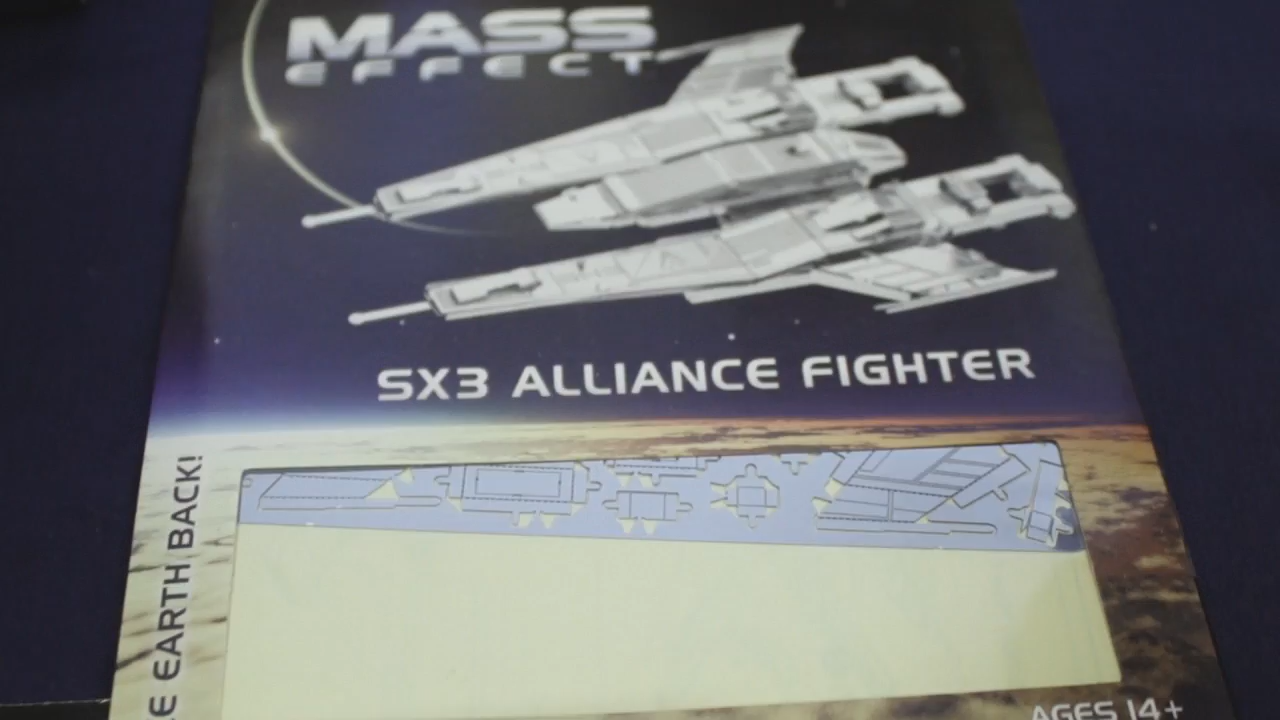 MASS
EFFECT
SX3 ALLIANCE FIGHTER
EARTH BACK!
AGES 14+